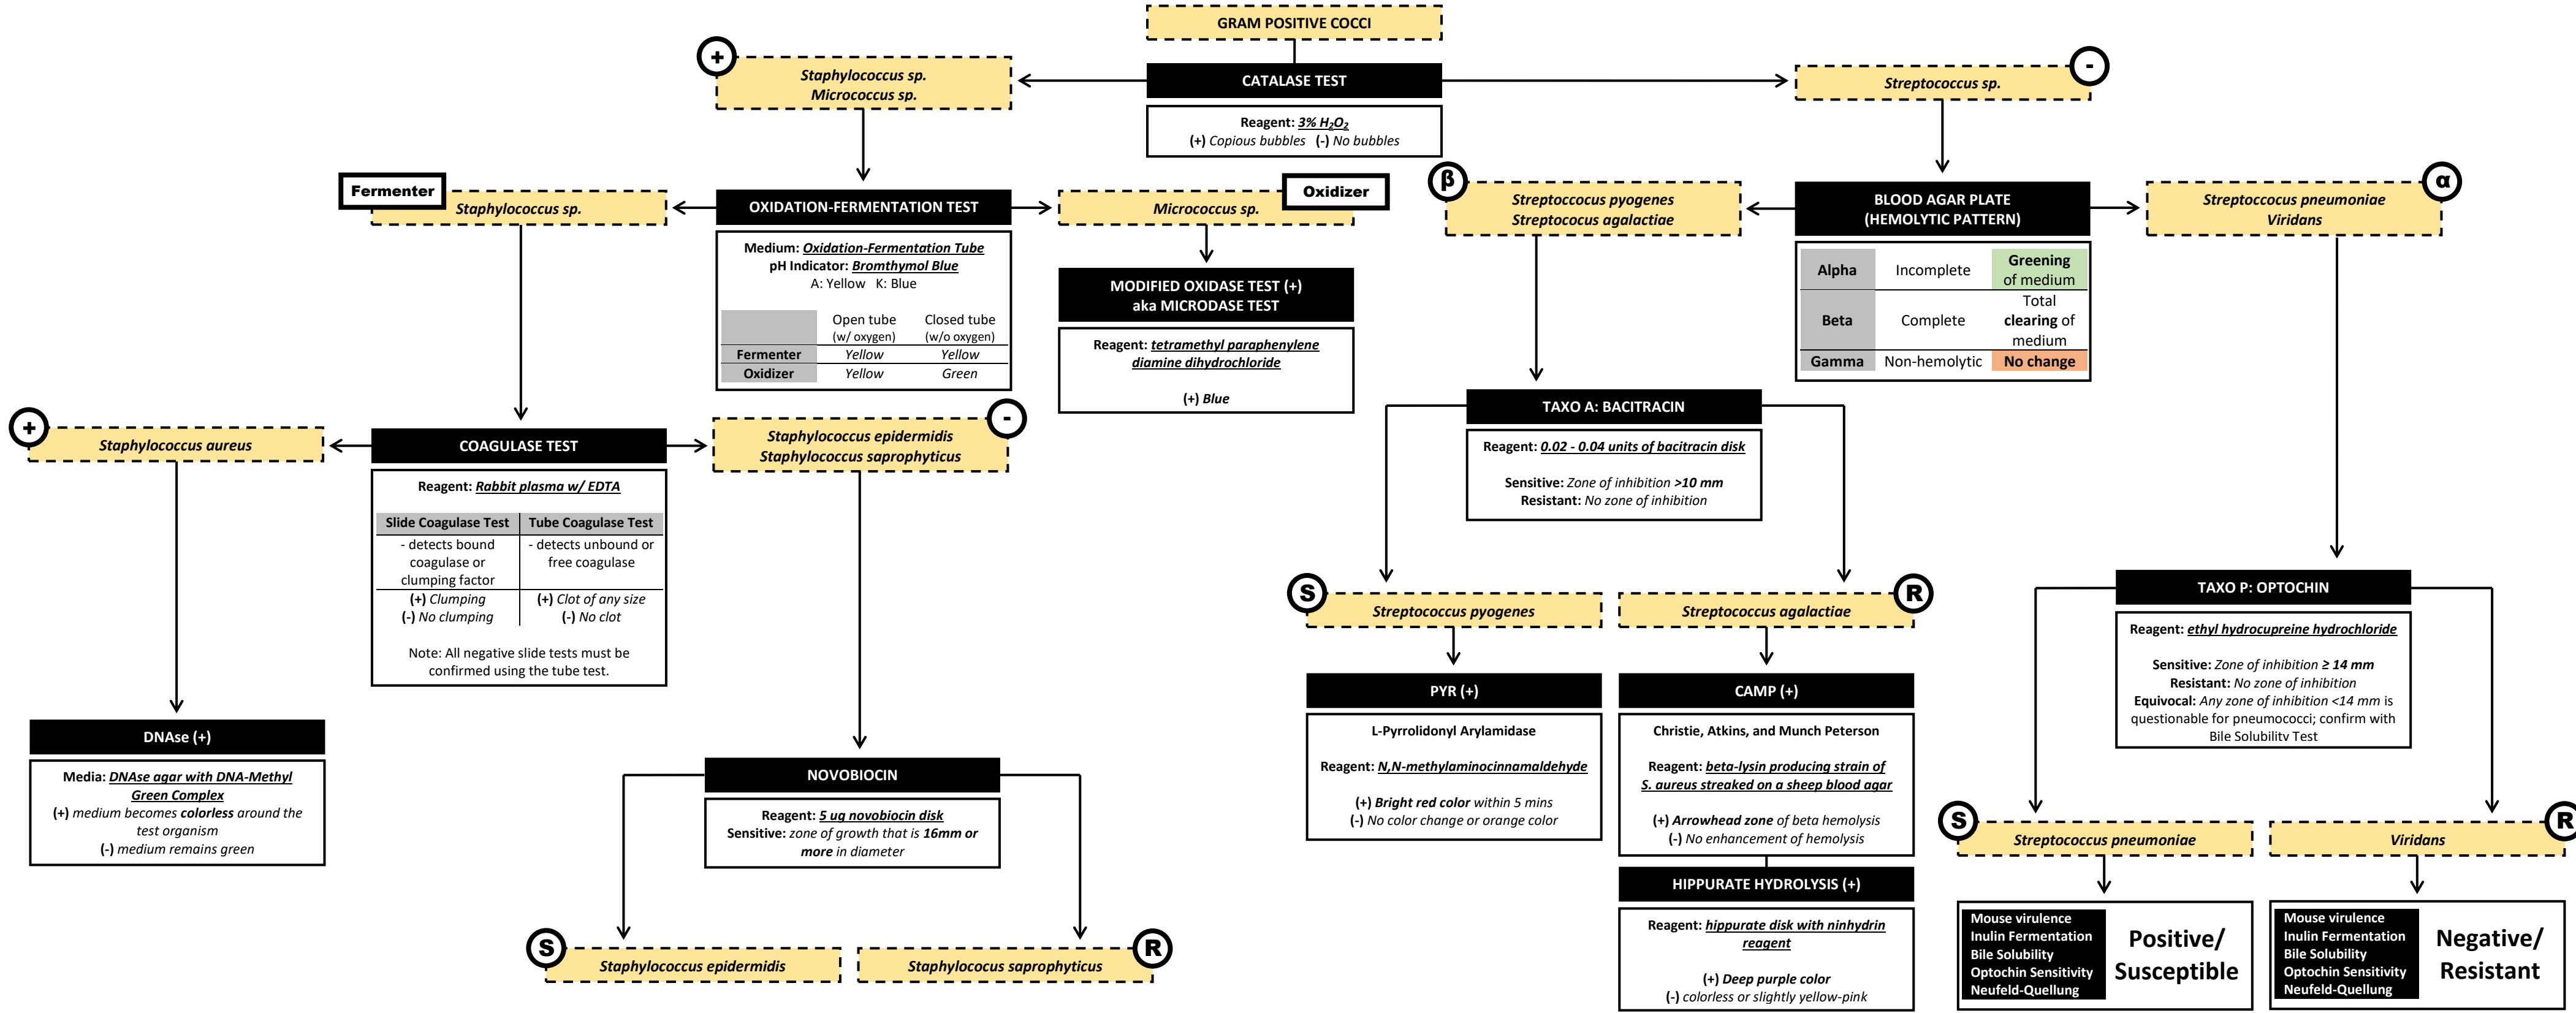 GRAM POSITIVE COCCI
+
Staphylococcus sp.
Micrococcus sp.
CATALASE TEST
Reagent: 3% H₂O₂
(+) Copious bubbles (-) No bubbles
-
Streptococcus sp.
Fermenter
Staphylococcus sp.
OXIDATION-FERMENTATION TEST
Medium: Oxidation-Fermentation Tube
pH Indicator: Bromthymol Blue
A: Yellow K: Blue
Open tube Closed tube
(w/ oxygen) (w/o oxygen)
Fermenter Yellow Yellow
Oxidizer Yellow Green
Oxidizer
Micrococcus sp.
MODIFIED OXIDASE TEST (+)
aka MICRODASE TEST
Reagent: tetramethyl paraphenylene
diamine dihydrochloride
(+) Blue
β
Streptoccocus pyogenes
Streptococus agalactiae
BLOOD AGAR PLATE
(HEMOLYTIC PATTERN)
Alpha Incomplete Greening
of medium
Beta Complete Total
clearing of
medium
Gamma Non-hemolytic No change
α
Streptoccocus pneumoniae
Viridans
+
Staphylococcus aureus
COAGULASE TEST
Reagent: Rabbit plasma w/ EDTA
Slide Coagulase Test Tube Coagulase Test
- detects bound
coagulase or
clumping factor
- detects unbound or
free coagulase
(+) Clumping (+) Clot of any size
(-) No clumping (-) No clot
Note: All negative slide tests must be
confirmed using the tube test.
-
Staphylococcus epidermidis
Staphylococcus saprophyticus
DNAse (+)
Media: DNAse agar with DNA-Methyl
Green Complex
(+) medium becomes colorless around the
test organism
(-) medium remains green
NOVOBIOCIN
Reagent: 5 ug novobiocin disk
Sensitive: zone of growth that is 16mm or
more in diameter
S
Staphylococcus epidermidis
R
Staphylococus saprophyticus
TAXO A: BACITRACIN
Reagent: 0.02 - 0.04 units of bacitracin disk
Sensitive: Zone of inhibition >10 mm
Resistant: No zone of inhibition
S
Streptococcus pyogenes
R
Streptococcus agalactiae
PYR (+)
L-Pyrrolidonyl Arylamidase
Reagent: N,N-methylaminocinnamaldehyde
(+) Bright red color within 5 mins
(-) No color change or orange color
CAMP (+)
Christie, Atkins, and Munch Peterson
Reagent: beta-lysin producing strain of
S. aureus streaked on a sheep blood agar
(+) Arrowhead zone of beta hemolysis
(-) No enhancement of hemolysis
HIPPURATE HYDROLYSIS (+)
Reagent: hippurate disk with ninhydrin
reagent
(+) Deep purple color
(-) colorless or slightly yellow-pink
TAXO P: OPTOCHIN
Reagent: ethyl hydrocupreine hydrochloride
Sensitive: Zone of inhibition ≥ 14 mm
Resistant: No zone of inhibition
Equivocal: Any zone of inhibition <14 mm is
questionable for pneumococci; confirm with
Bile Solubility Test
S
Streptococcus pneumoniae
R
Viridans
Mouse virulence
Inulin Fermentation
Bile Solubility
Optochin Sensitivity
Neufeld-Quellung
Positive/
Susceptible
Mouse virulence
Inulin Fermentation
Bile Solubility
Optochin Sensitivity
Neufeld-Quellung
Negative/
Resistant